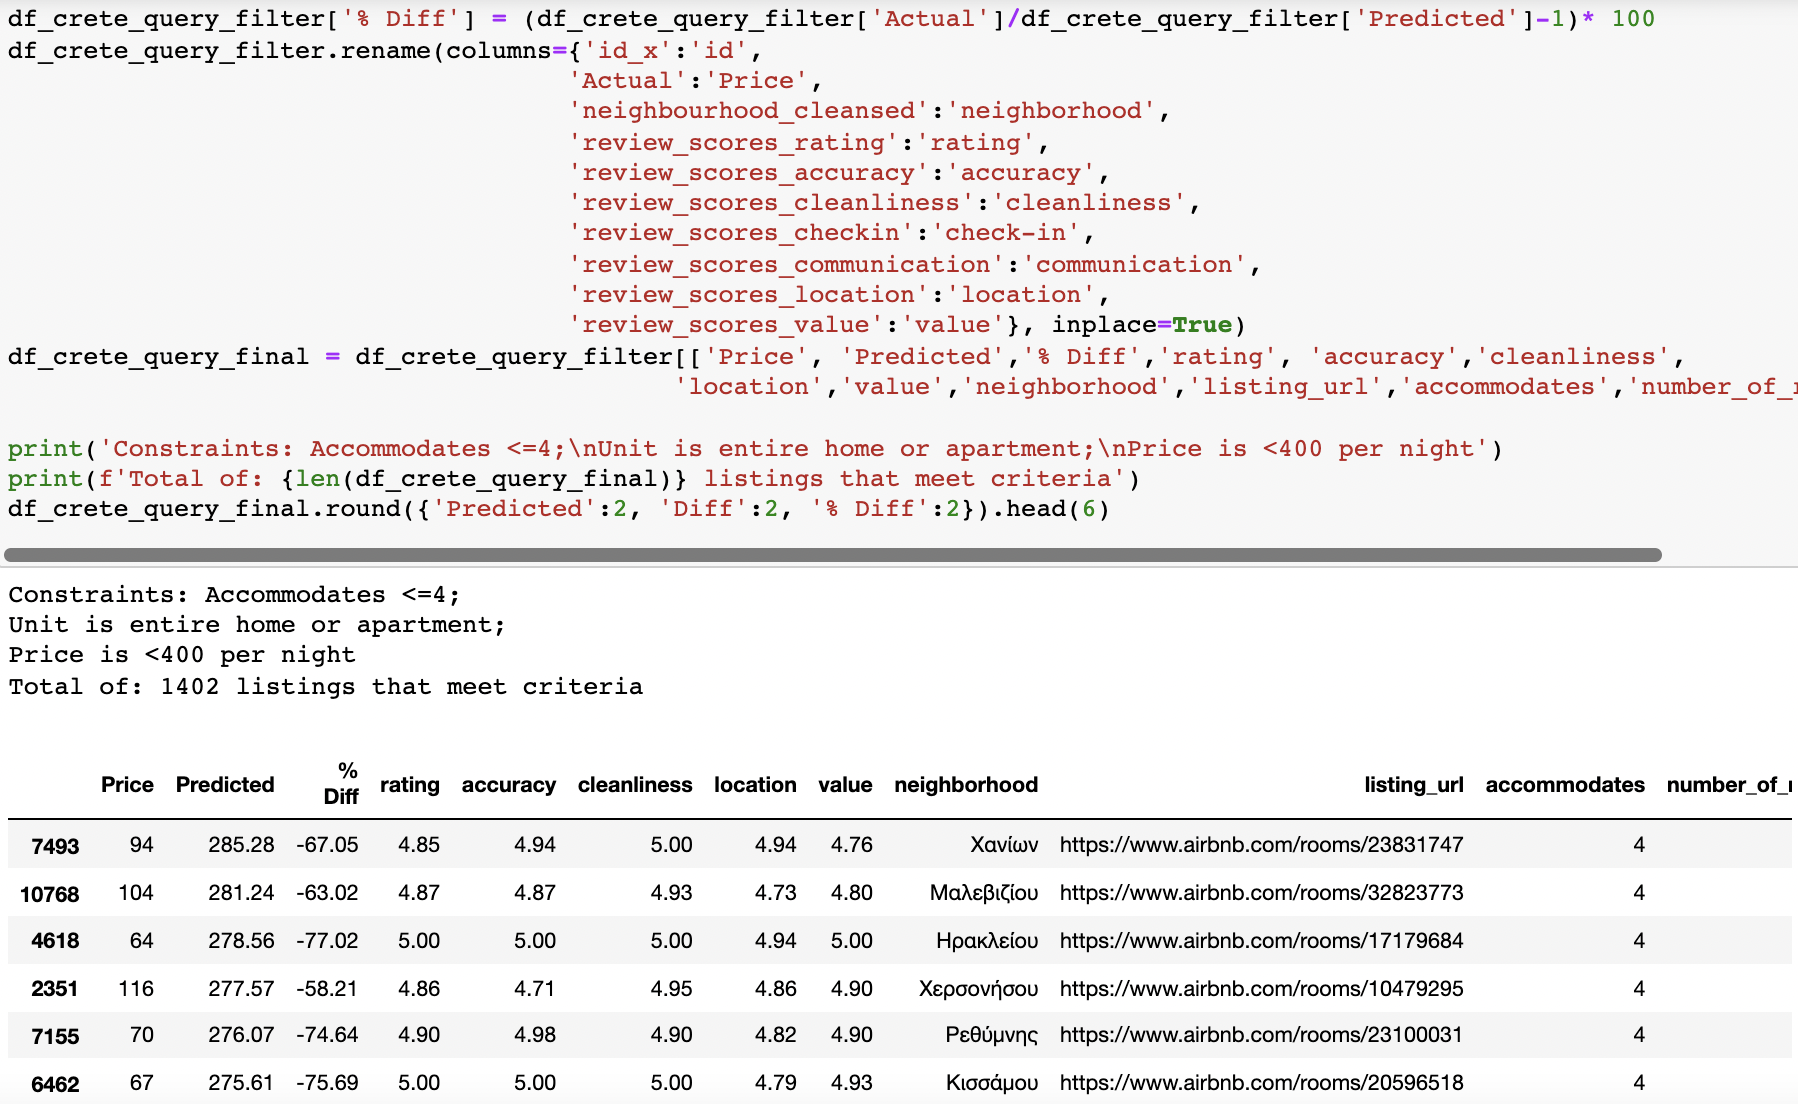 df_crete_query_filter['% Diff'] = (df_crete_query_filter['Actual']/df_crete_query_filter['Predicted']-1)* 100
df_crete_query_filter.rename(columns={'id_x':'id',
'Actual':'Price',
'neighbourhood_cleansed':'neighborhood',
'review_scores_rating':'rating',
'review_scores_accuracy':'accuracy',
'review_scores_cleanliness':'cleanliness',
'review_scores_checkin':'check-in',
'review_scores_communication':'communication',
'review_scores_location':'location',
'review_scores_value':'value'}, inplace=True)
df_crete_query_final = df_crete_query_filter[['Price', 'Predicted','% Diff','rating', 'accuracy','cleanliness',
'location','value','neighborhood','listing_url','accommodates','number_of_r
print('Constraints: Accommodates <=4;\nUnit is entire home or apartment;\nPrice is <400 per night')
print(f'Total of: {len(df_crete_query_final)} listings that meet criteria')
df_crete_query_final.round({'Predicted':2, 'Diff':2, '% Diff':2}).head(6)
Constraints: Accommodates <=4;
Unit is entire home or apartment;
Price is <400 per night
Total of: 1402 listings that meet criteria
Price Predicted % Diff rating accuracy cleanliness location value neighborhood listing_url accommodates number_of_r
7493 94 285.28 -67.05 4.85 4.94 5.00 4.94 4.76 Χανίων https://www.airbnb.com/rooms/23831747 4
10768 104 281.24 -63.02 4.87 4.87 4.93 4.73 4.80 Μαλεβιζίου https://www.airbnb.com/rooms/32823773 4
4618 64 278.56 -77.02 5.00 5.00 5.00 4.94 5.00 Ηρακλείου https://www.airbnb.com/rooms/17179684 4
2351 116 277.57 -58.21 4.86 4.71 4.95 4.86 4.90 Χερσονήσου https://www.airbnb.com/rooms/10479295 4
7155 70 276.07 -74.64 4.90 4.98 4.90 4.82 4.90 Ρεθύμνης https://www.airbnb.com/rooms/23100031 4
6462 67 275.61 -75.69 5.00 5.00 5.00 4.79 4.93 Κισσάμου https://www.airbnb.com/rooms/20596518 4